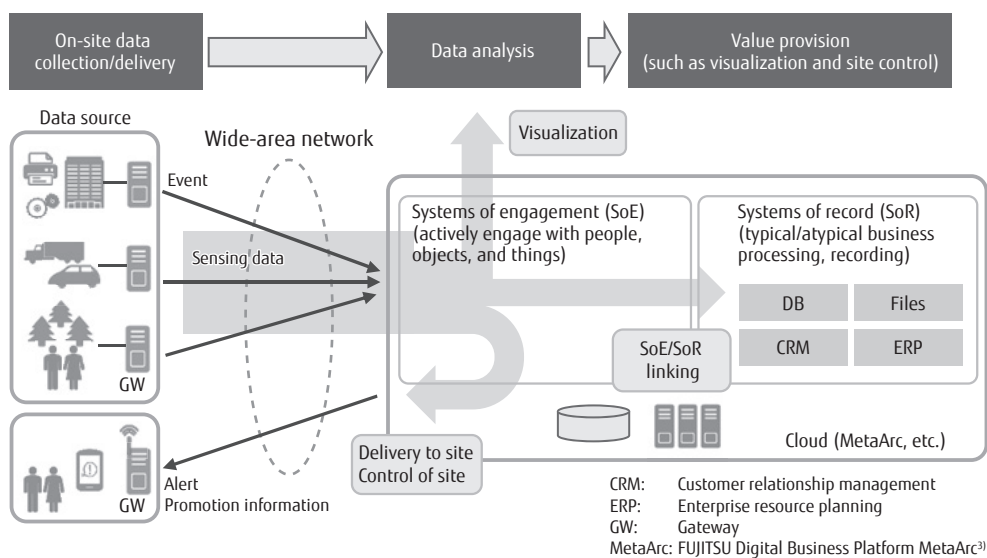 On-site data
collection/delivery
Data analysis
Value provision
(such as visualization and site control)
Data source
Wide-area network
Visualization
Event
Systems of engagement (SoE)
(actively engage with people,
objects, and things)
Systems of record (SoR)
(typical/atypical business
processing, recording)
Sensing data
DB
Files
CRM
ERP
SoE/SoR
linking
GW
Cloud (MetaArc, etc.)
Delivery to site
Control of site
GW
Alert
Promotion information
CRM: Customer relationship management
ERP: Enterprise resource planning
GW: Gateway
MetaArc: FUJITSU Digital Business Platform MetaArc3)